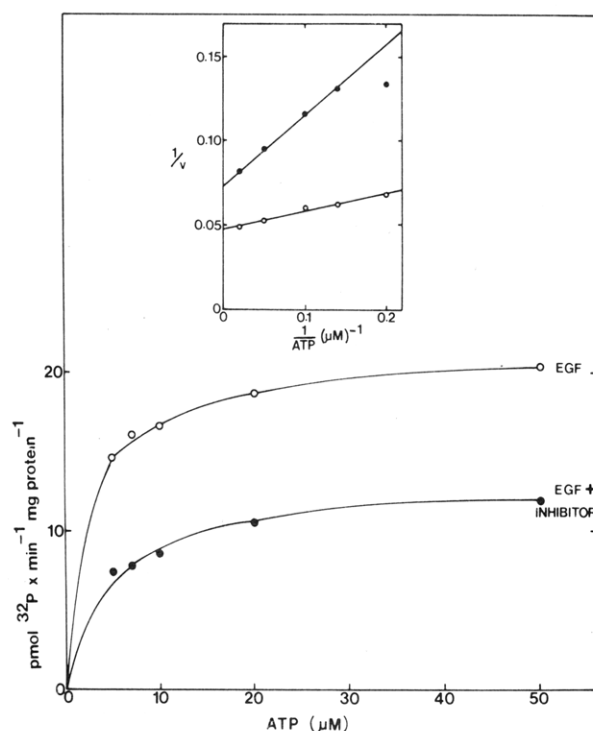 0.15
0.10
1/v
0.05
0
0
0.1
0.2
1/ATP (µM)⁻¹
20
EGF
EGF +
INHIBITOR
10
pmol ³²P x min⁻¹ mg protein⁻¹
0
0
10
20
30
40
50
ATP (µM)